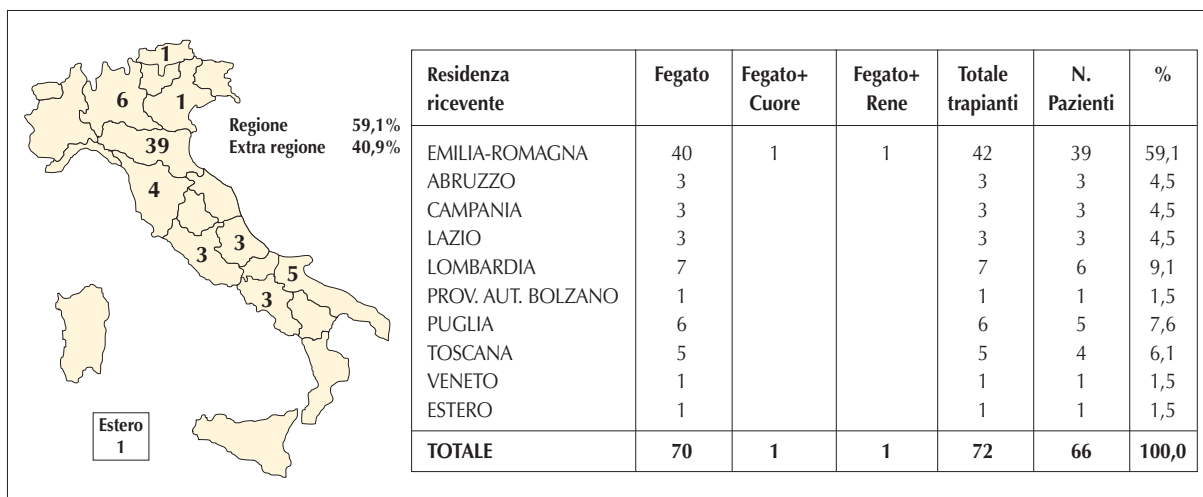 1
6
1
Regione 59,1%
Extra regione 40,9%
39
4
3
3
5
3
Estero
1
Residenza ricevente Fegato Fegato+ Cuore Fegato+ Rene Totale trapianti N. Pazienti %
EMILIA-ROMAGNA 40 1 1 42 39 59,1
ABRUZZO 3 3 3 4,5
CAMPANIA 3 3 3 4,5
LAZIO 3 3 3 4,5
LOMBARDIA 7 7 6 9,1
PROV. AUT. BOLZANO 1 1 1 1,5
PUGLIA 6 6 5 7,6
TOSCANA 5 5 4 6,1
VENETO 1 1 1 1,5
ESTERO 1 1 1 1,5
TOTALE 70 1 1 72 66 100,0